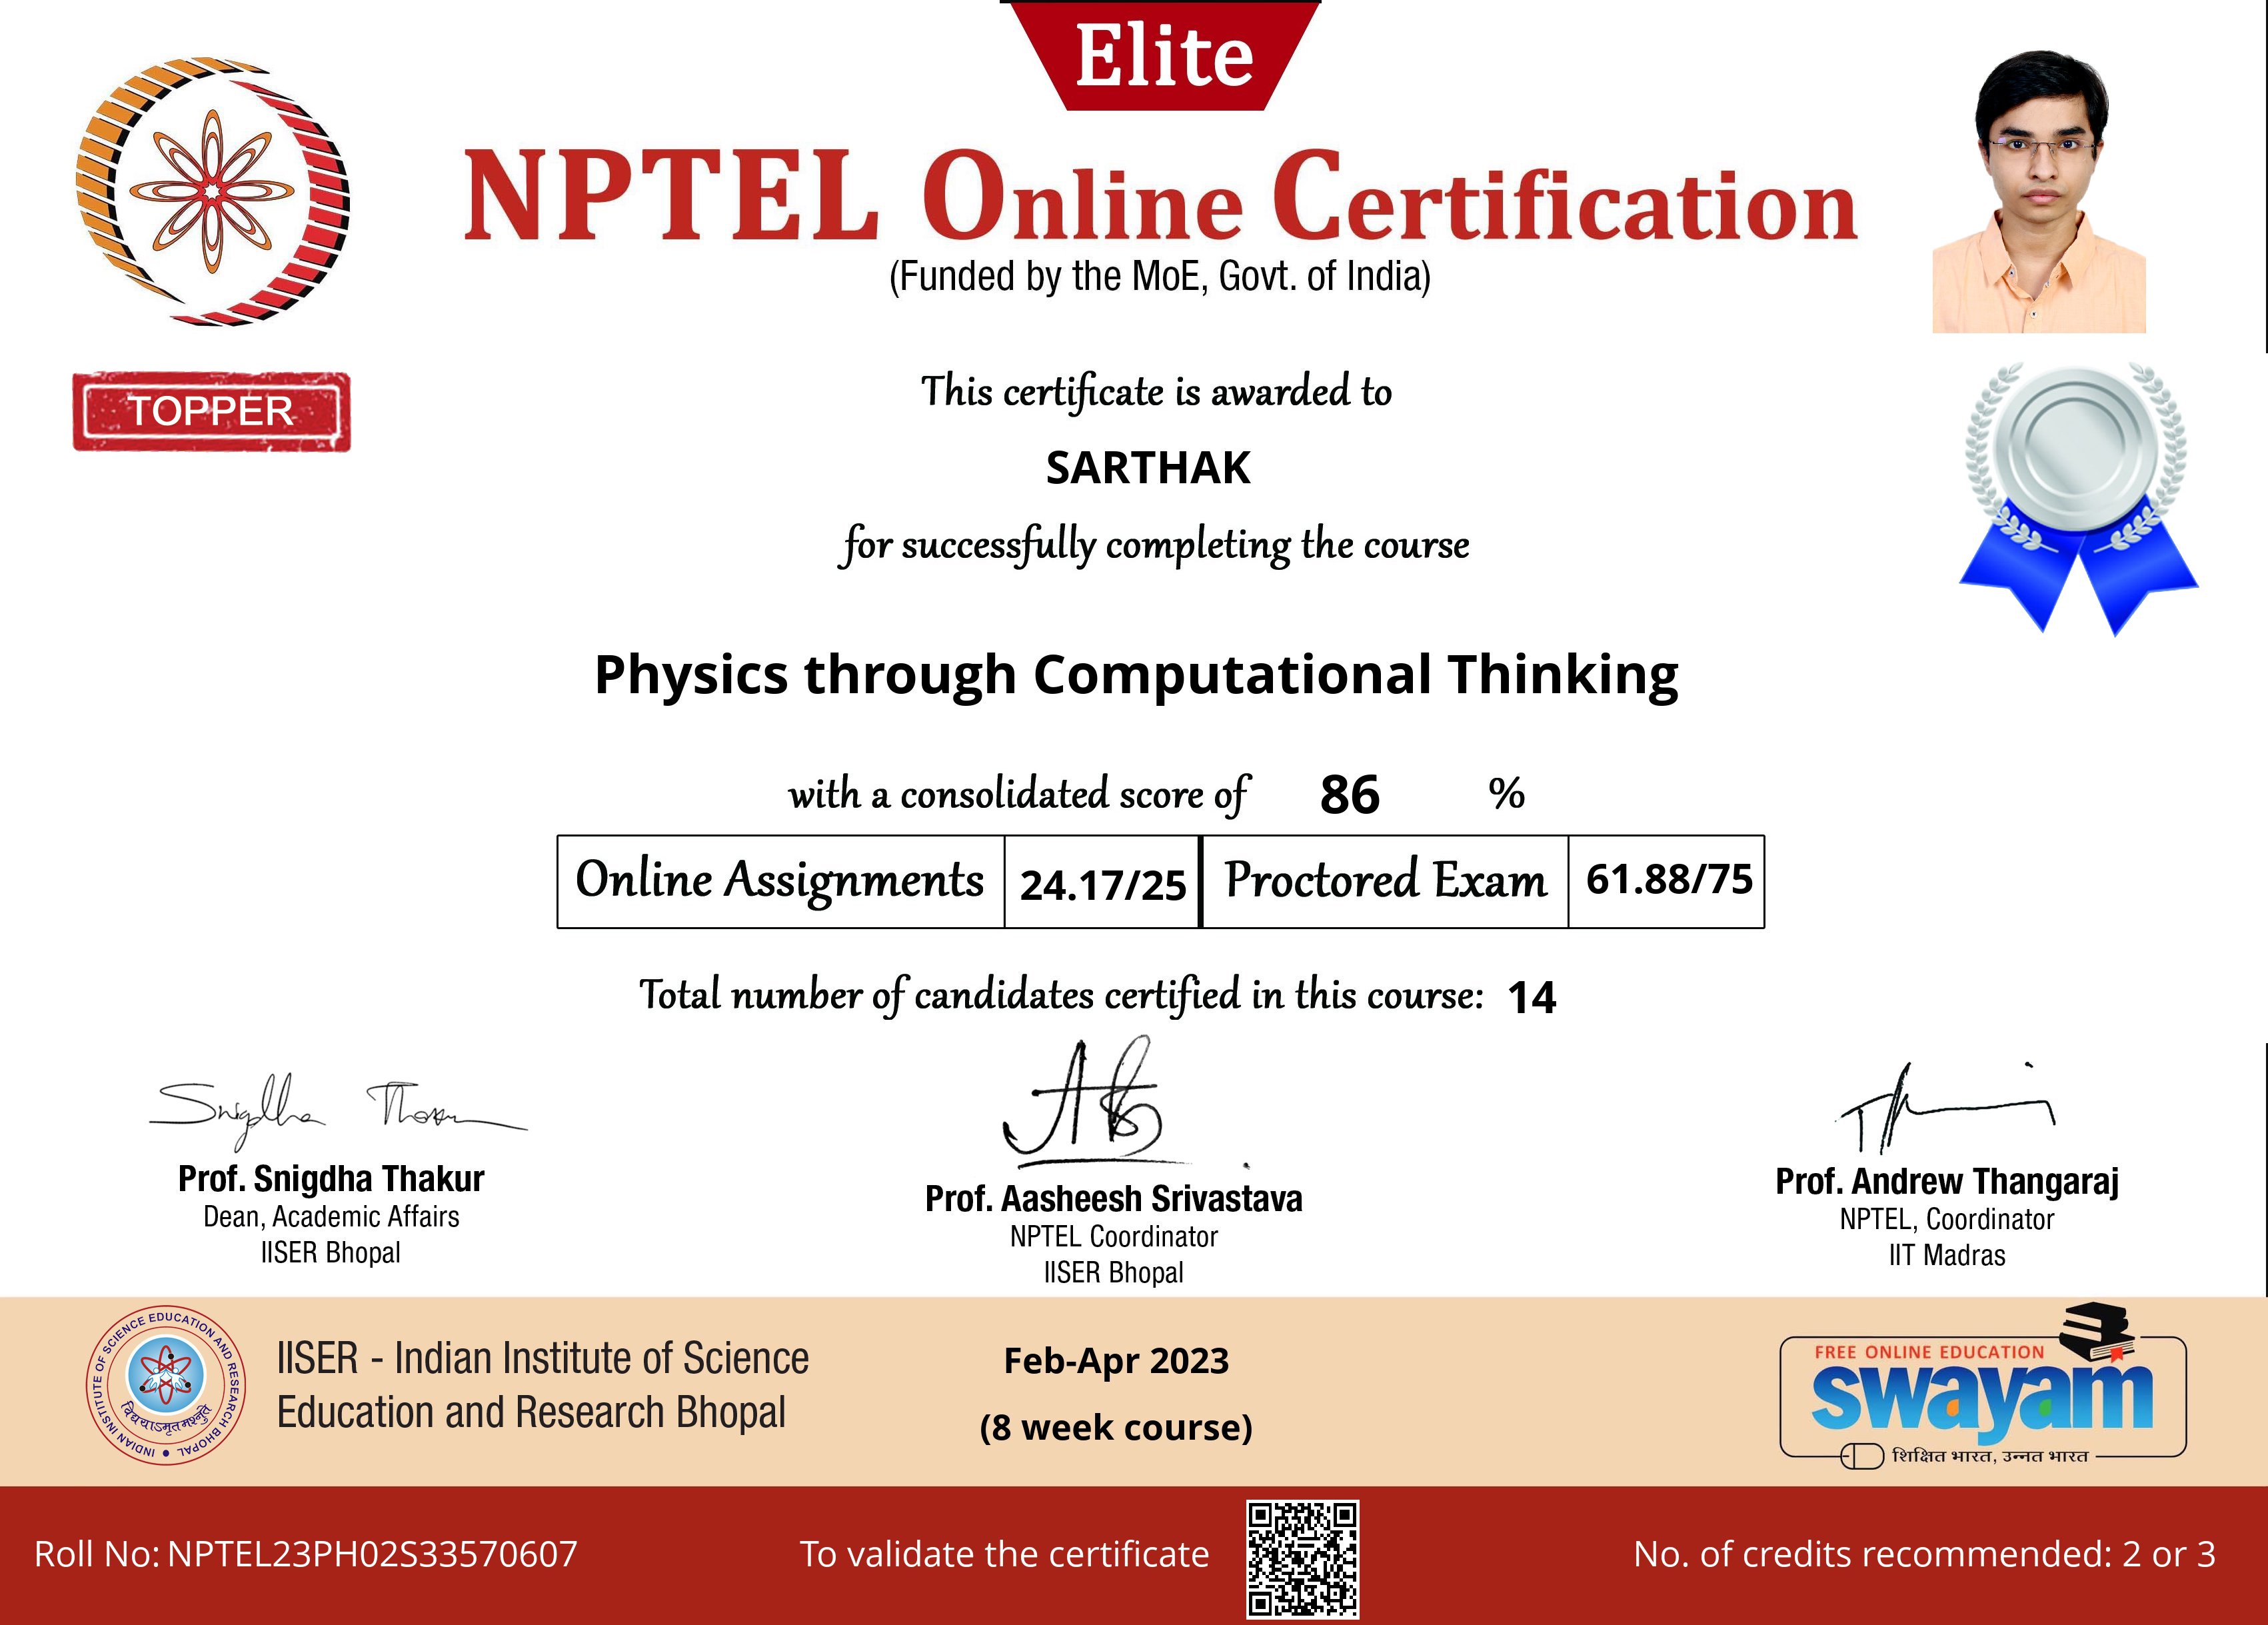 Elite
NPTEL Online Certification
(Funded by the MoE, Govt. of India)
TOPPER
This certificate is awarded to
SARTHAK
for successfully completing the course
Physics through Computational Thinking
with a consolidated score of 86 %
Online Assignments 24.17/25 Proctored Exam 61.88/75
Total number of candidates certified in this course: 14
Snigdha Thakur
Prof. Snigdha Thakur
Dean, Academic Affairs
IISER Bhopal
Prof. Aasheesh Srivastava
NPTEL Coordinator
IISER Bhopal
Prof. Andrew Thangaraj
NPTEL, Coordinator
IIT Madras
INDIAN INSTITUTE OF SCIENCE EDUCATION AND RESEARCH BHOPAL
विद्ययाऽमृतमश्नुते
IISER - Indian Institute of Science
Education and Research Bhopal
Feb-Apr 2023
(8 week course)
FREE ONLINE EDUCATION
swayam
शिक्षित भारत, उन्नत भारत
Roll No: NPTEL23PH02S33570607
To validate the certificate
No. of credits recommended: 2 or 3